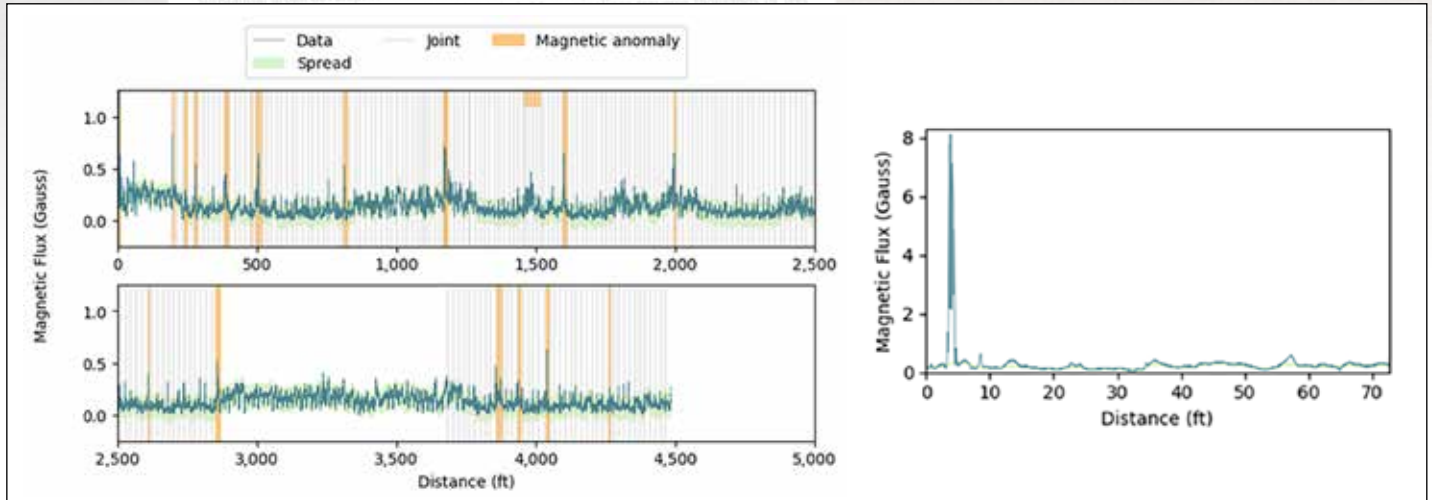 Data Joint Magnetic anomaly
Spread
Magnetic Flux (Gauss)
1.0
0.5
0.0
0 500 1,000 1,500 2,000 2,500
1.0
0.5
0.0
2,500 3,000 3,500 4,000 4,500 5,000
Distance (ft)
Magnetic Flux (Gauss)
8
6
4
2
0
0 10 20 30 40 50 60 70
Distance (ft)